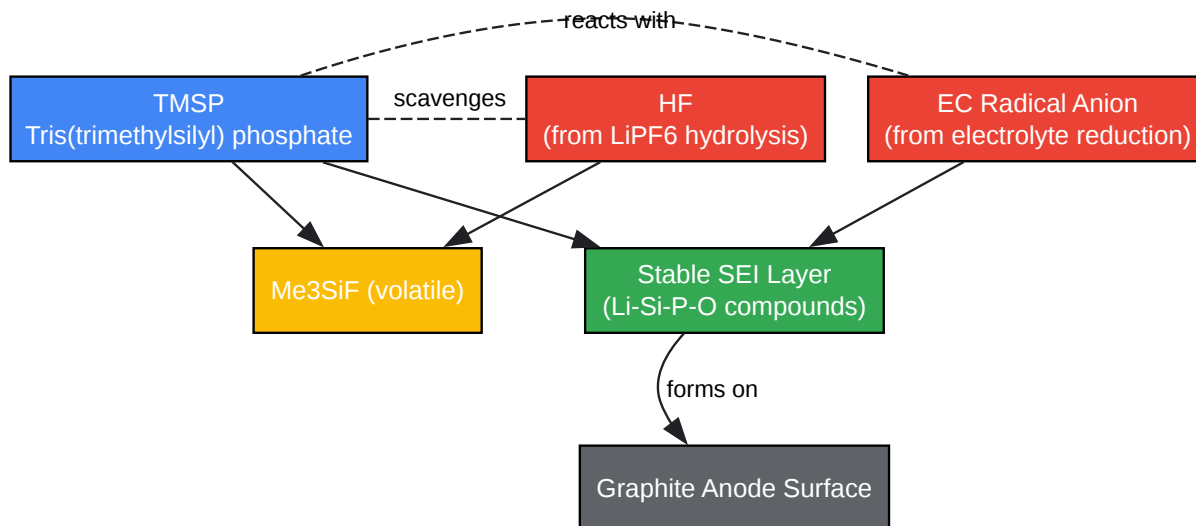 reacts with
TMSP
Tris(trimethylsilyl) phosphate
scavenges
HF
(from LiPF6 hydrolysis)
EC Radical Anion
(from electrolyte reduction)
Me3SiF (volatile)
Stable SEI Layer
(Li-Si-P-O compounds)
forms on
Graphite Anode Surface